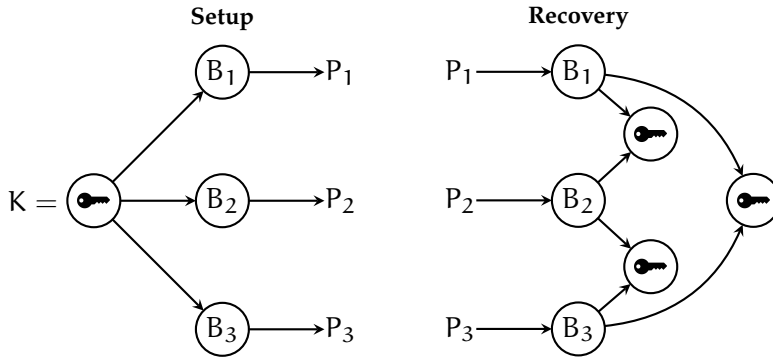 Setup
Recovery
B1
P1
P1
B1
K =
B2
P2
P2
B2
B3
P3
P3
B3